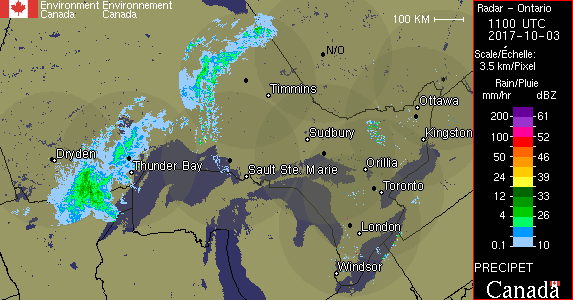 Environment Environnement
Canada Canada
100 KM
N/O
Timmins
Ottawa
Sudbury
Kingston
Dryden
Thunder Bay
Sault Ste. Marie
Orillia
Toronto
London
Windsor
Radar - Ontario
1100 UTC
2017-10-03
Scale/Échelle:
3.5 km/Pixel
Rain/Pluie
mm/hr dBZ
200 61
100 52
50 46
24 39
12 33
4 26
2 20
0.1 10
PRECIPET
Canada